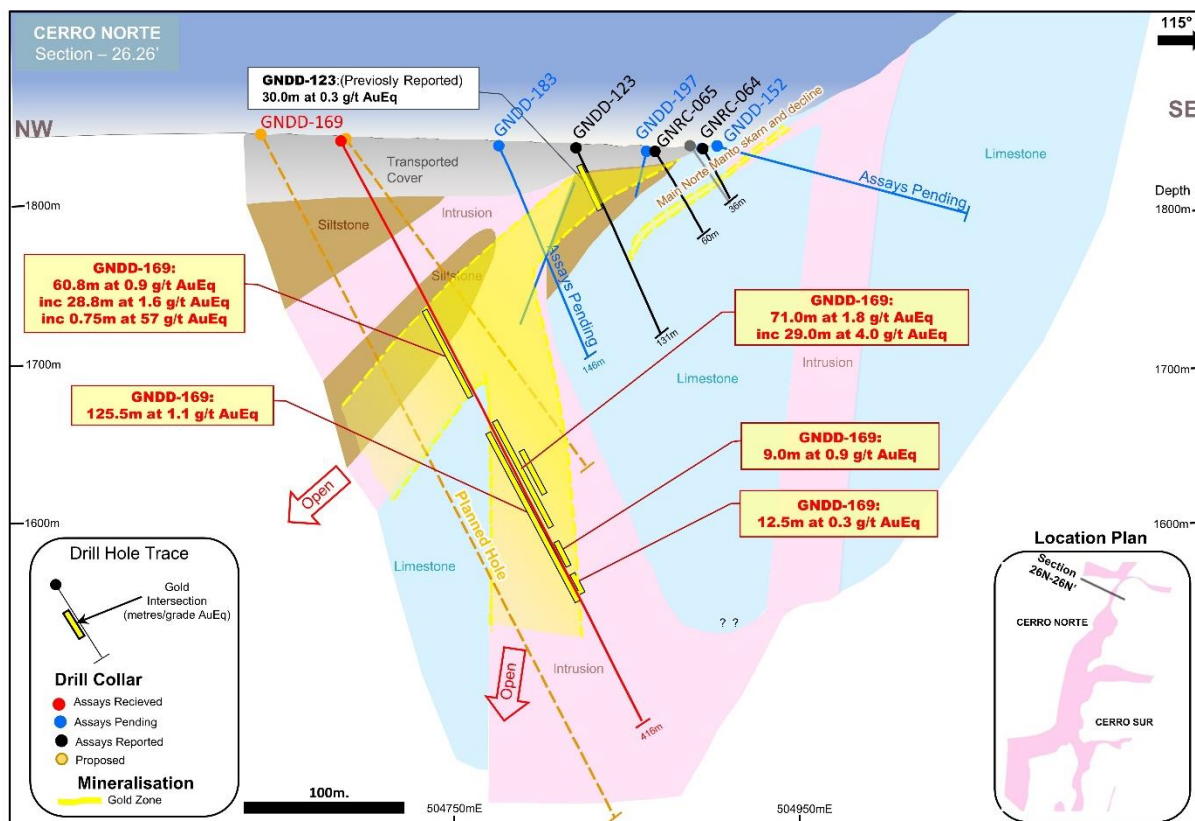 CERRO NORTE
Section – 26.26’
115°
NW
SE
GNDD-123:(Previosly Reported)
30.0m at 0.3 g/t AuEq
GNDD-169
GNDD-183
GNDD-123
GNDD-197
GNRC-065
GNRC-064
GNDD-152
Transported
Cover
Siltstone
Intrusion
Siltstone
Main Norte Manto skarn and decline
Limestone
Assays Pending
Assays Pending
36m
60m
131m
146m
Depth
1800m
1800m
1700m
1700m
1600m
1600m
GNDD-169:
60.8m at 0.9 g/t AuEq
inc 28.8m at 1.6 g/t AuEq
inc 0.75m at 57 g/t AuEq
GNDD-169:
71.0m at 1.8 g/t AuEq
inc 29.0m at 4.0 g/t AuEq
GNDD-169:
125.5m at 1.1 g/t AuEq
GNDD-169:
9.0m at 0.9 g/t AuEq
GNDD-169:
12.5m at 0.3 g/t AuEq
Limestone
Intrusion
Open
Planned Hole
Limestone
Intrusion
Open
? ?
416m
Drill Hole Trace
Gold
Intersection
(metres/grade AuEq)
Drill Collar
Assays Recieved
Assays Pending
Assays Reported
Proposed
Mineralisation
Gold Zone
100m.
504750mE
504950mE
Location Plan
Section
26N-26N'
CERRO NORTE
CERRO SUR